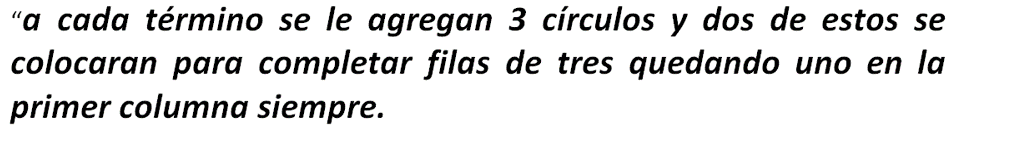 “a cada término se le agregan 3 círculos y dos de estos se
colocaran para completar filas de tres quedando uno en la
primer columna siempre.